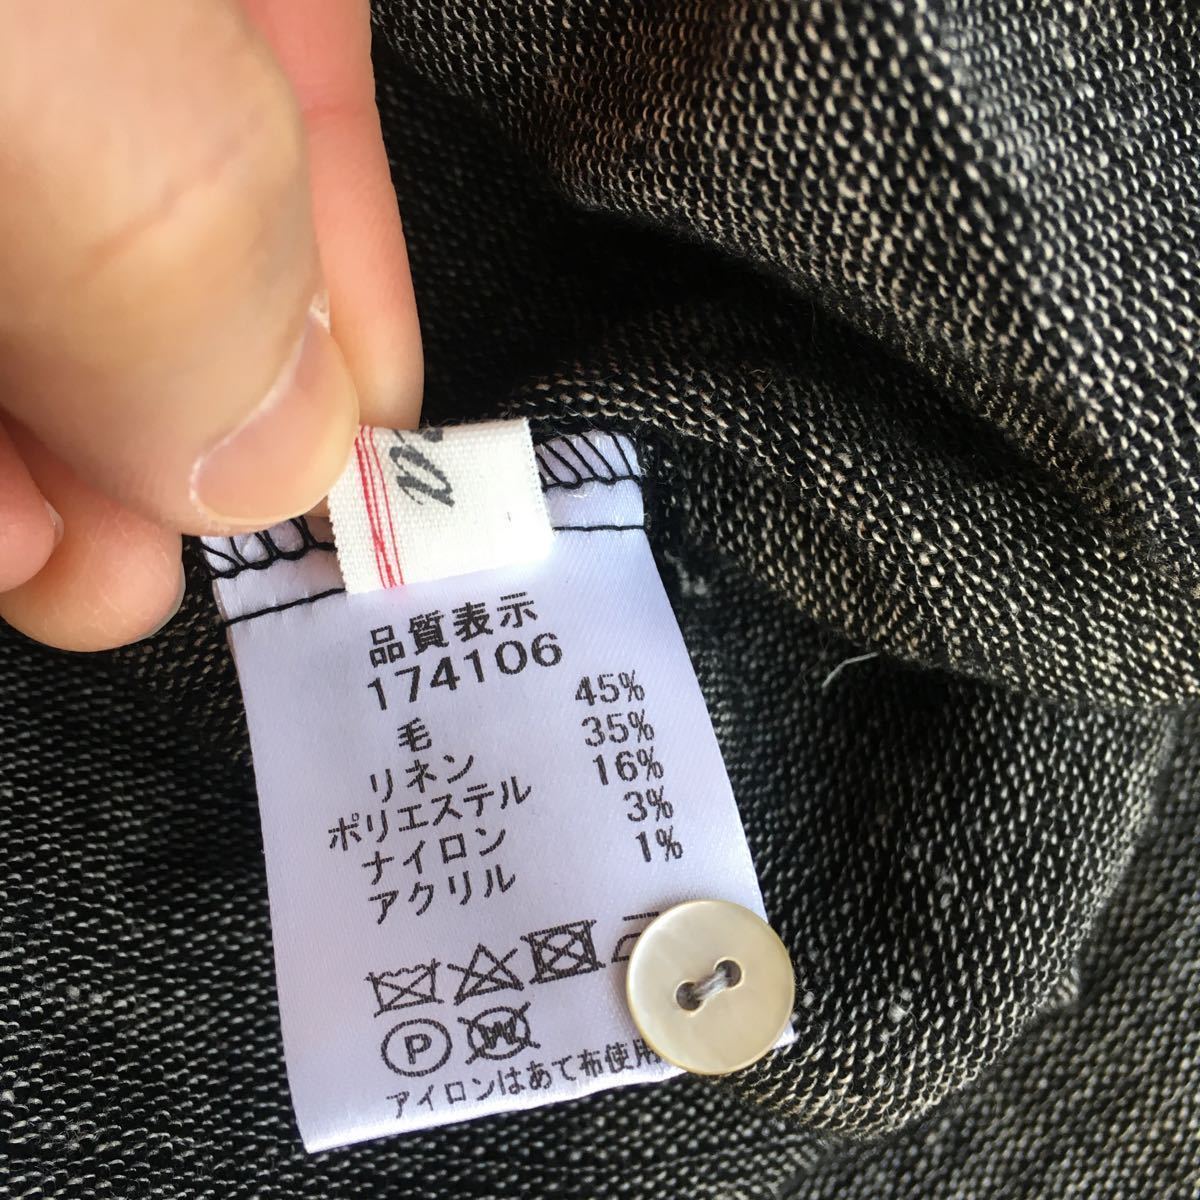 品質表示
174106
毛 45%
リネン 35%
ポリエステル 16%
ナイロン 3%
アクリル 1%
P W
アイロンはあて布使用